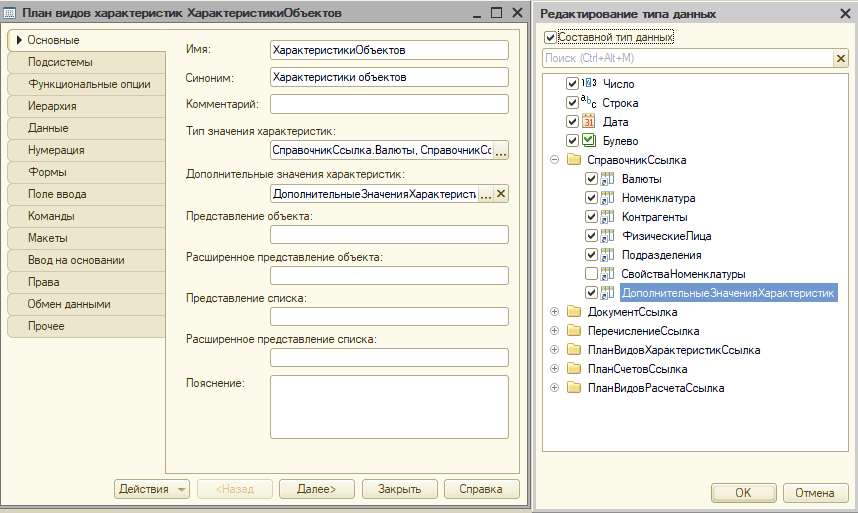 План видов характеристик ХарактеристикиОбъектов
Основные
Подсистемы
Функциональные опции
Иерархия
Данные
Нумерация
Формы
Поле ввода
Команды
Макеты
Ввод на основании
Права
Обмен данными
Прочее
Имя:
ХарактеристикиОбъектов
Синоним:
Характеристики объектов
Комментарий:
Тип значения характеристик:
СправочникСсылка.Валюты, СправочникСс
...
Дополнительные значения характеристик:
ДополнительныеЗначенияХарактеристи
...
Представление объекта:
Расширенное представление объекта:
Представление списка:
Расширенное представление списка:
Пояснение:
Действия
<Назад
Далее>
Закрыть
Справка
Редактирование типа данных
Составной тип данных
Поиск (Ctrl+Alt+M)
Число
Строка
Дата
Булево
СправочникСсылка
Валюты
Номенклатура
Контрагенты
ФизическиеЛица
Подразделения
СвойстваНоменклатуры
ДополнительныеЗначенияХарактеристик
ДокументСсылка
ПеречислениеСсылка
ПланВидовХарактеристикСсылка
ПланСчетовСсылка
ПланВидовРасчетаСсылка
OK
Отмена